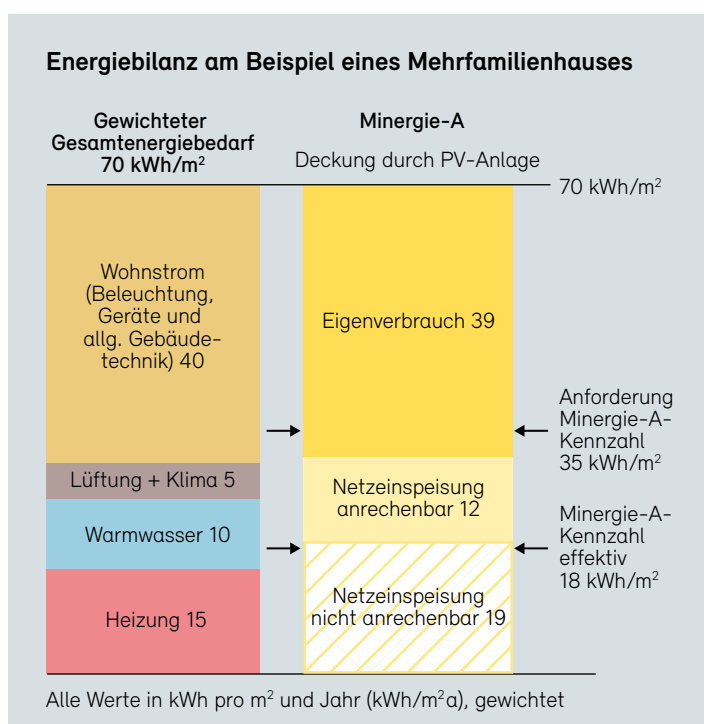 Energiebilanz am Beispiel eines Mehrfamilienhauses
Gewichteter
Gesamtenergiebedarf
70 kWh/m²
Minergie-A
Deckung durch PV-Anlage
70 kWh/m²
Wohnstrom
(Beleuchtung,
Geräte und
allg. Gebäude-
technik) 40
Lüftung + Klima 5
Warmwasser 10
Heizung 15
Eigenverbrauch 39
Netzeinspeisung
anrechenbar 12
Netzeinspeisung
nicht anrechenbar 19
Anforderung
Minergie-A-
Kennzahl
35 kWh/m²
Minergie-A-
Kennzahl
effektiv
18 kWh/m²
Alle Werte in kWh pro m² und Jahr (kWh/m²a), gewichtet